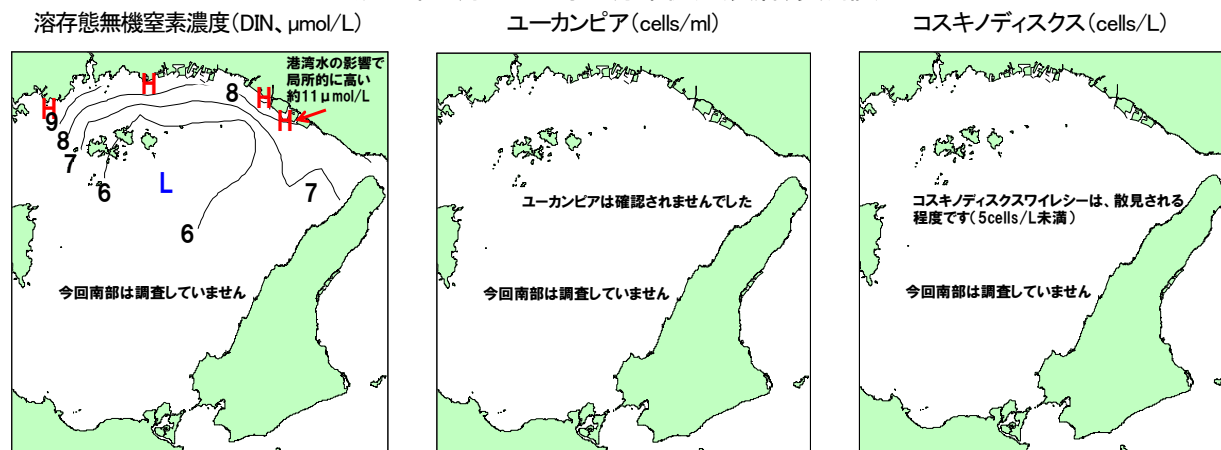 溶存態無機窒素濃度(DIN、μmol/L)
ユーカンピア(cells/ml)
コスキノディスクス(cells/L)
港湾水の影響で
局所的に高い
約11μmol/L
H
H
H
H
9
8
8
7
6
L
7
6
今回南部は調査していません
ユーカンピアは確認されませんでした
今回南部は調査していません
コスキノディスクスワイレシーは、散見される
程度です(5cells/L未満)
今回南部は調査していません